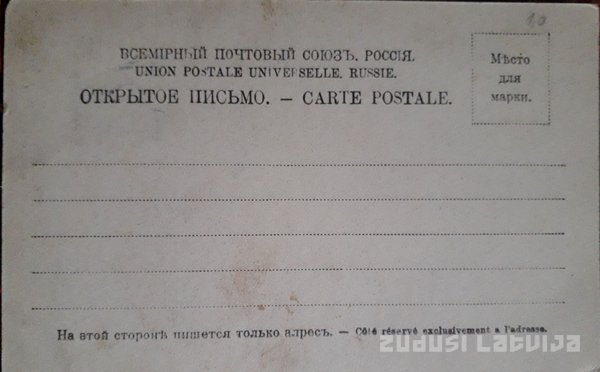 10
ВСЕМІРНЫЙ ПОЧТОВЫЙ СОЮЗЪ. РОССІЯ.
UNION POSTALE UNIVERSELLE. RUSSIE.
ОТКРЫТОЕ ПИСЬМО. — CARTE POSTALE.
Мѣсто
для
марки.
На этой сторонѣ пишется только адресъ. — Côté réservé exclusivement a l'adresse.
ZUDUSI LATVIJA